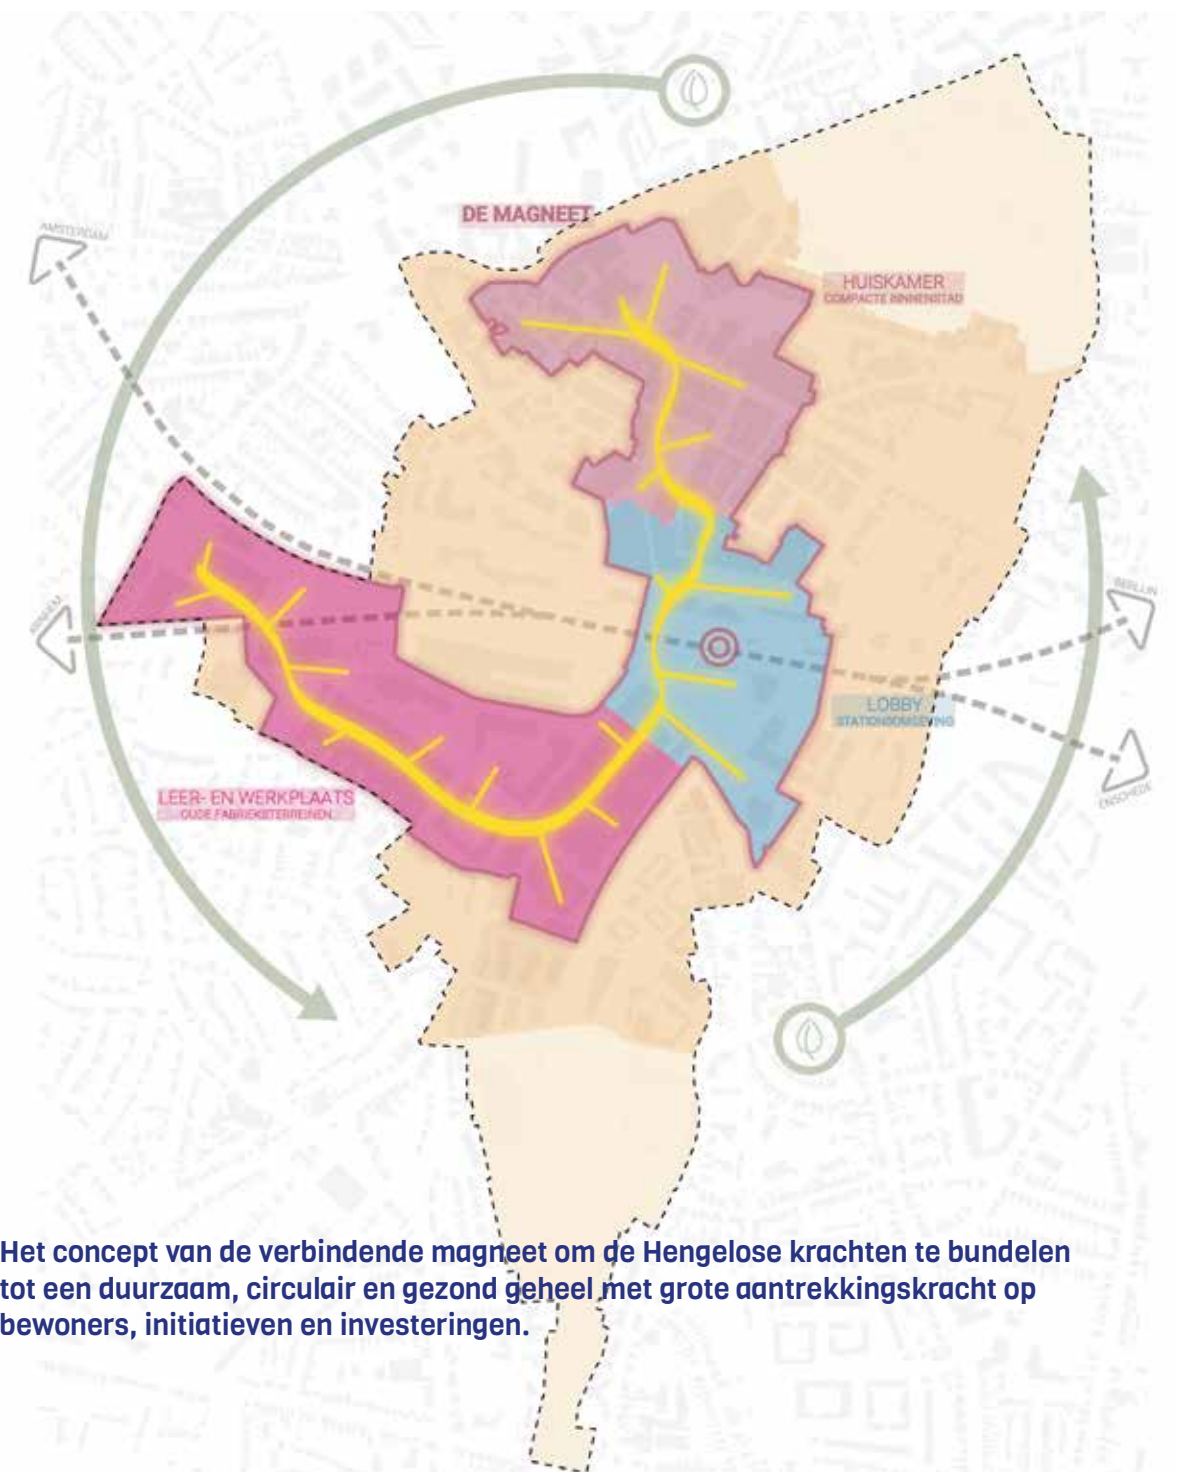 AMSTERDAM
DE MAGNEET
HUISKAMER
COMPACTE BINNENSTAD
BERLIJN
ARNHEM
LOBBY
STATIONSOMGEVING
ENSCHEDE
LEER- EN WERKPLAATS
OUDE FABRIEKSTERREINEN
Het concept van de verbindende magneet om de Hengelose krachten te bundelen
tot een duurzaam, circulair en gezond geheel met grote aantrekkingskracht op
bewoners, initiatieven en investeringen.